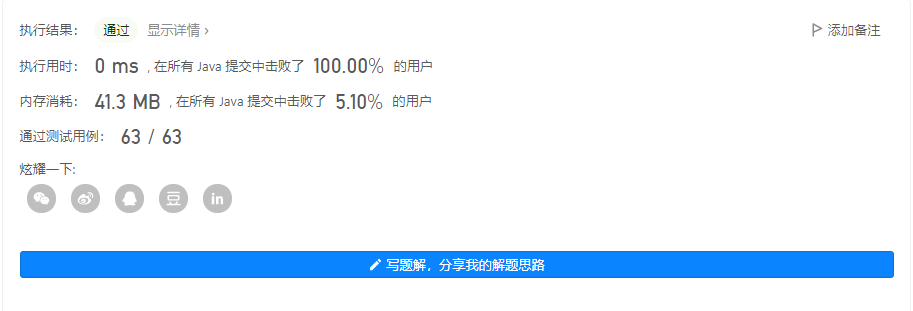 执行结果： 通过 显示详情 › 添加备注
执行用时： 0 ms , 在所有 Java 提交中击败了 100.00% 的用户
内存消耗： 41.3 MB , 在所有 Java 提交中击败了 5.10% 的用户
通过测试用例： 63 / 63
炫耀一下:
豆 in
写题解，分享我的解题思路